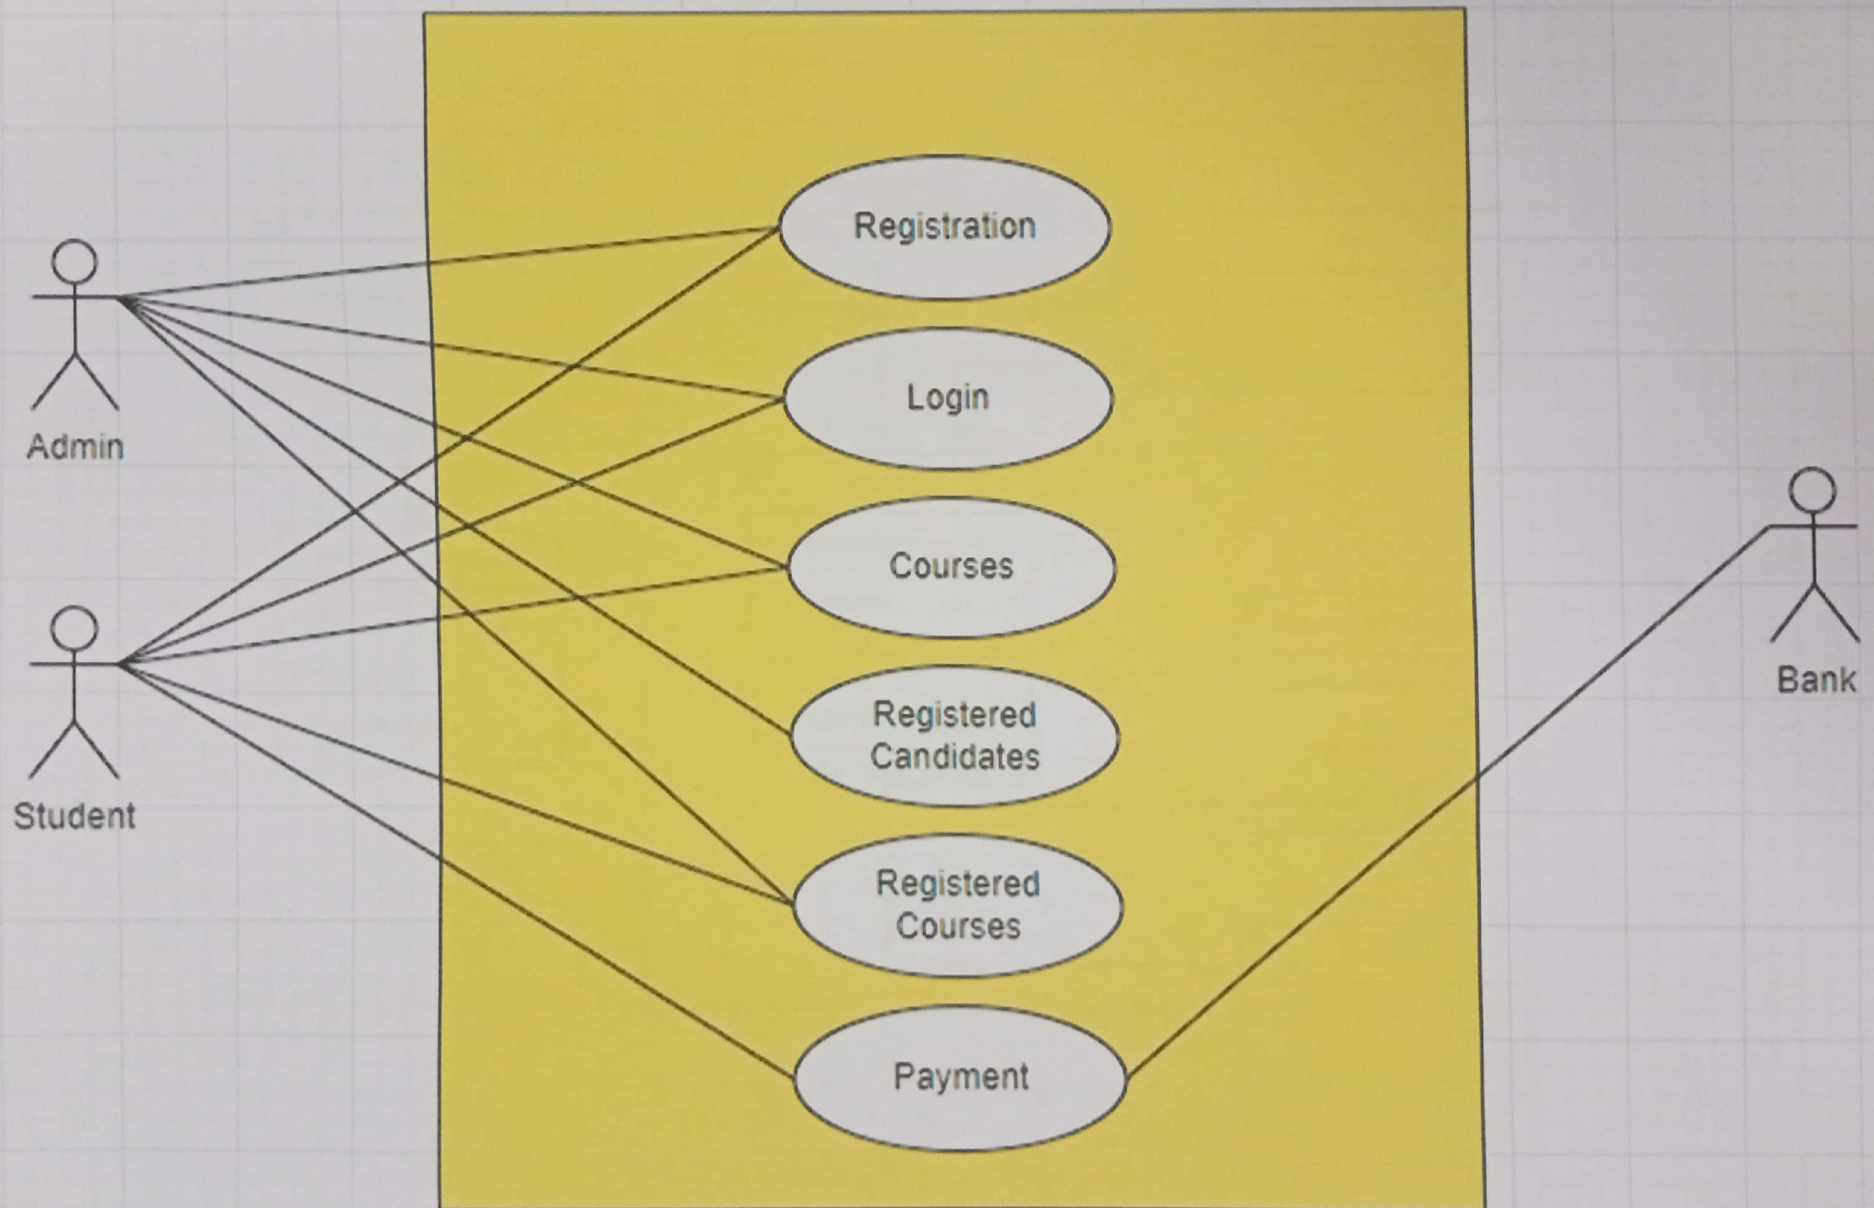 Registration
Login
Admin
Courses
Bank
Registered
Candidates
Student
Registered
Courses
Payment